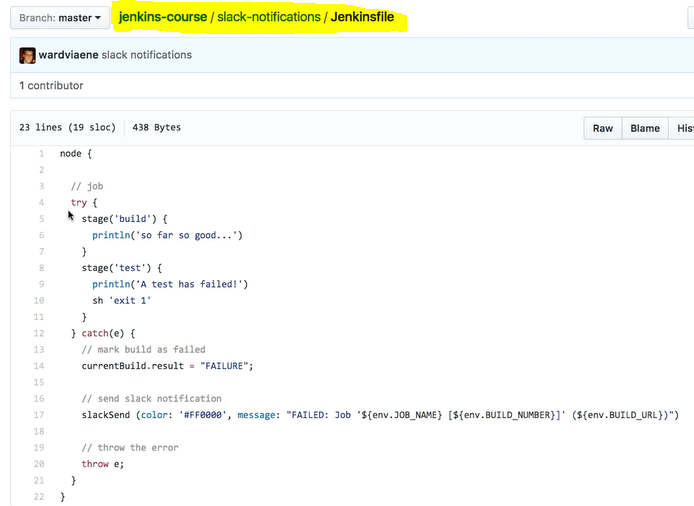 Branch: master jenkins-course / slack-notifications / Jenkinsfile
wardviaene slack notifications
1 contributor
23 lines (19 sloc) 438 Bytes Raw Blame His
1 node {
2
3 // job
4 try {
5 stage('build') {
6 println('so far so good...')
7 }
8 stage('test') {
9 println('A test has failed!')
10 sh 'exit 1'
11 }
12 } catch(e) {
13 // mark build as failed
14 currentBuild.result = "FAILURE";
15
16 // send slack notification
17 slackSend (color: '#FF0000', message: "FAILED: Job '${env.JOB_NAME} [${env.BUILD_NUMBER}]' (${env.BUILD_URL})")
18
19 // throw the error
20 throw e;
21 }
22 }